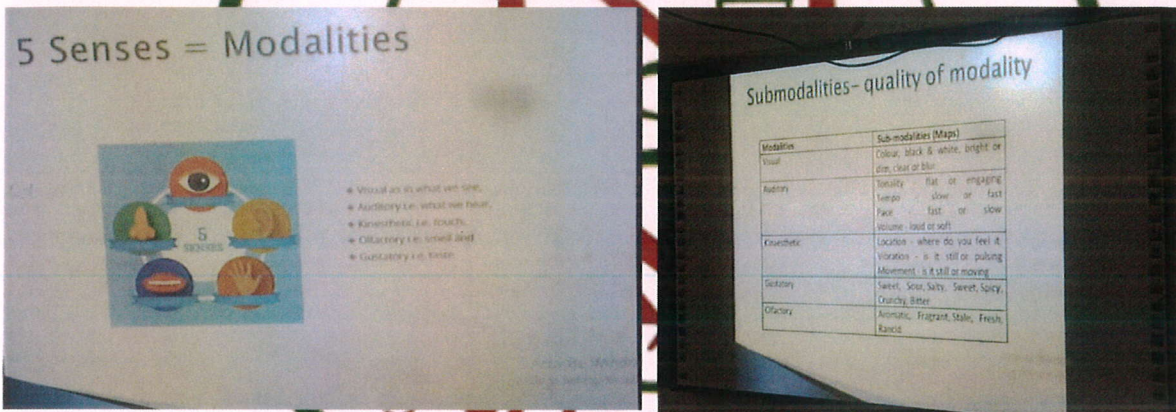 5 Senses = Modalities
5
SENSES
Visual as in what we see,
Auditory i.e. what we hear,
Kinesthetic i.e. touch,
Olfactory i.e. smell and
Gustatory i.e. taste
Submodalities- quality of modality
Modalities
Sub-modalities (Maps)
Visual
Colour, black & white, bright or
dim, clear or blur
Auditory
Tonality - flat or engaging
Tempo - slow or fast
Pace - fast or slow
Volume - loud or soft
Kinesthetic
Location - where do you feel it
Vibration - is it still or pulsing
Movement - is it still or moving
Gustatory
Sweet, Sour, Salty, Sweet, Spicy,
Crunchy, Bitter
Olfactory
Aromatic, Fragrant, Stale, Fresh,
Rancid